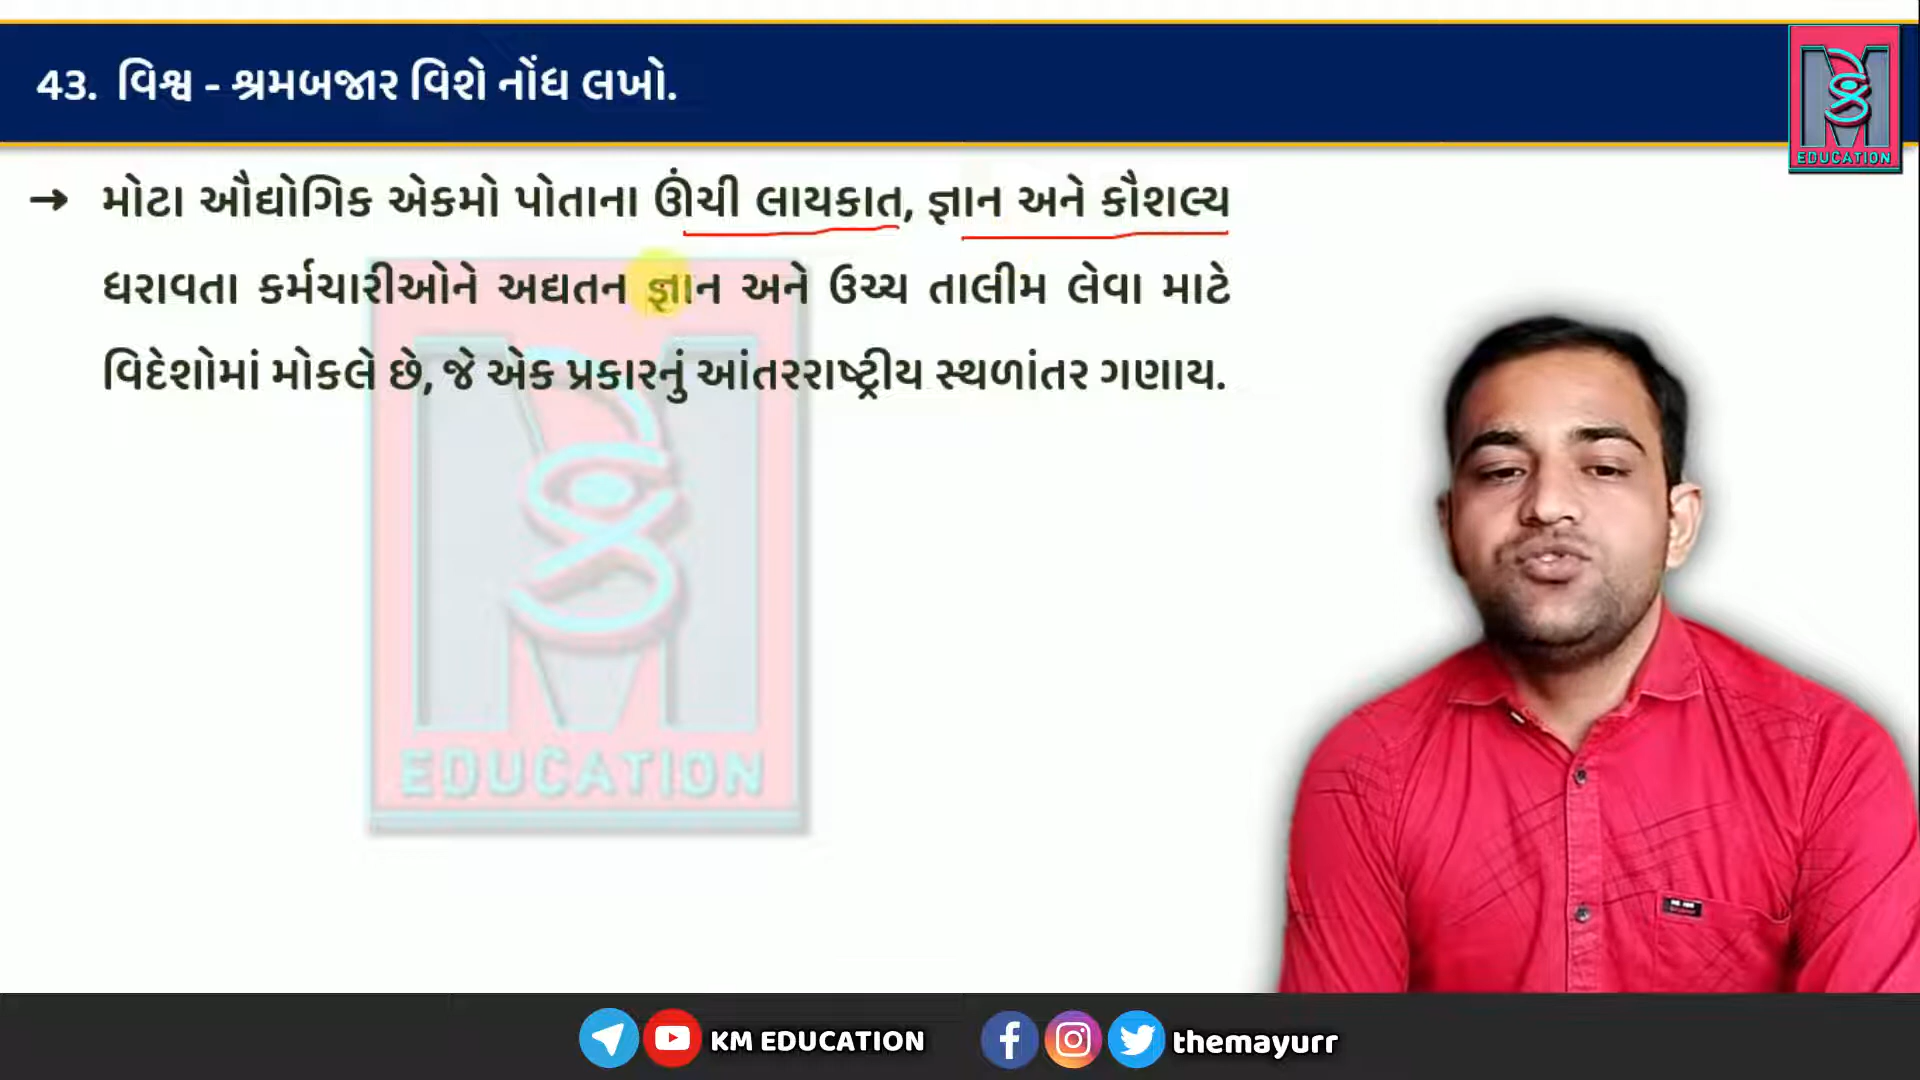 43. વિશ્વ - શ્રમબજાર વિશે નોંધ લખો.
EDUCATION
→ મોટા ઔદ્યોગિક એકમો પોતાના ઊંચી લાયકાત, જ્ઞાન અને કૌશલ્ય
ધરાવતા કર્મચારીઓને અદ્યતન જ્ઞાન અને ઉચ્ચ તાલીમ લેવા માટે
વિદેશોમાં મોકલે છે, જે એક પ્રકારનું આંતરરાષ્ટ્રીય સ્થળાંતર ગણાય.
EDUCATION
KM EDUCATION
themayurr